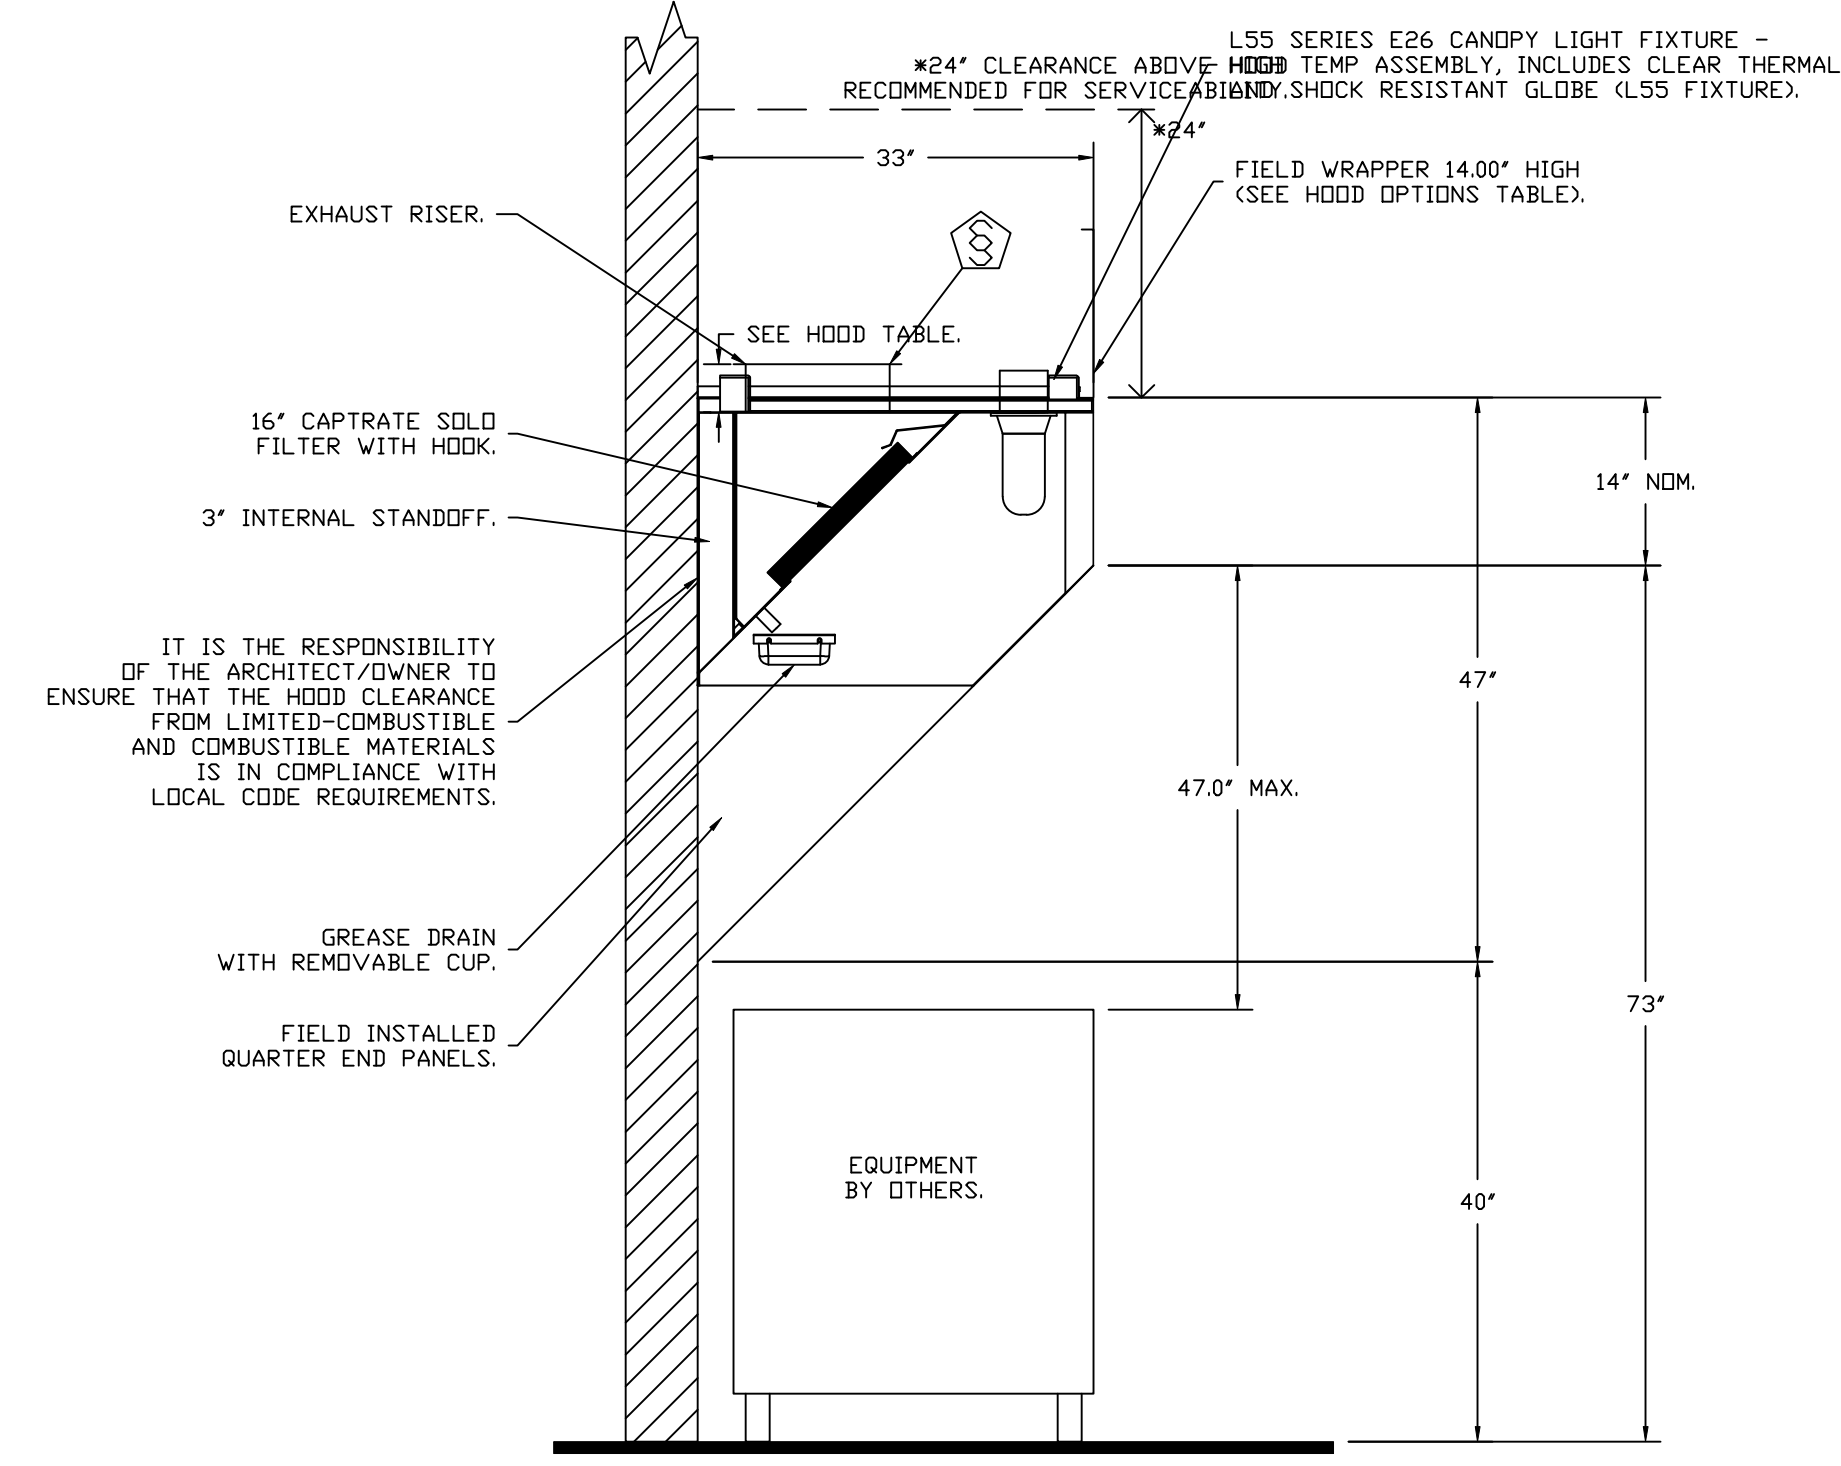 L55 SERIES E26 CANOPY LIGHT FIXTURE -
HIGH TEMP ASSEMBLY, INCLUDES CLEAR THERMAL
AND SHOCK RESISTANT GLOBE (L55 FIXTURE).
*24" CLEARANCE ABOVE HOOD
RECOMMENDED FOR SERVICEABILITY.
*24"
33"
FIELD WRAPPER 14.00" HIGH
(SEE HOOD OPTIONS TABLE).
EXHAUST RISER.
SEE HOOD TABLE.
16" CAPTRATE SOLO
FILTER WITH HOOK.
14" NOM.
3" INTERNAL STANDOFF.
IT IS THE RESPONSIBILITY
OF THE ARCHITECT/OWNER TO
ENSURE THAT THE HOOD CLEARANCE
FROM LIMITED-COMBUSTIBLE
AND COMBUSTIBLE MATERIALS
IS IN COMPLIANCE WITH
LOCAL CODE REQUIREMENTS.
47"
47.0" MAX.
GREASE DRAIN
WITH REMOVABLE CUP.
73"
FIELD INSTALLED
QUARTER END PANELS.
EQUIPMENT
BY OTHERS.
40"